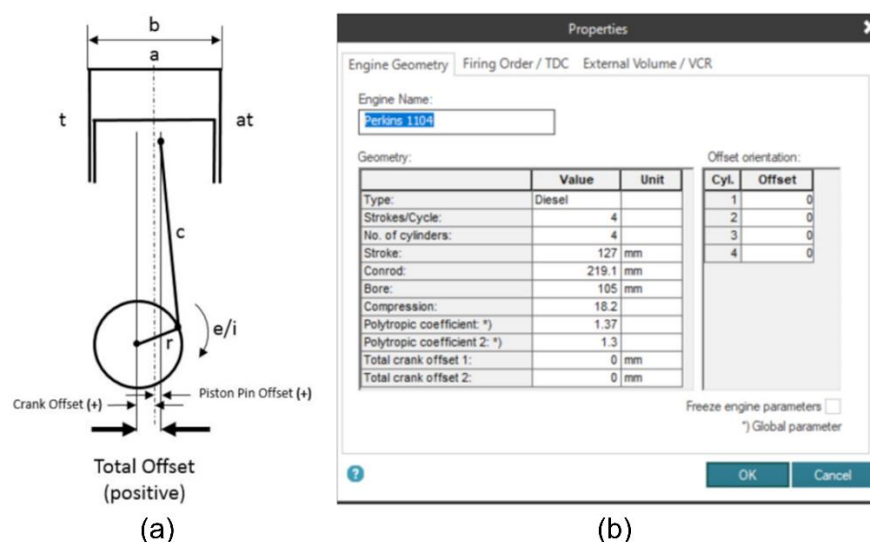 b
a
t
at
c
e/i
r
Piston Pin Offset (+)
Crank Offset (+)
Total Offset
(positive)
(a)
Properties
Engine Geometry Firing Order / TDC External Volume / VCR
Engine Name:
Perkins 1104
Geometry:
Value Unit
Type: Diesel
Strokes/Cycle: 4
No. of cylinders: 4
Stroke: 127 mm
Conrod: 219.1 mm
Bore: 105 mm
Compression: 18.2
Polytropic coefficient: *) 1.37
Polytropic coefficient 2: *) 1.3
Total crank offset 1: 0 mm
Total crank offset 2: 0 mm
Offset orientation:
Cyl. Offset
1 0
2 0
3 0
4 0
Freeze engine parameters
*) Global parameter
?
OK Cancel
(b)